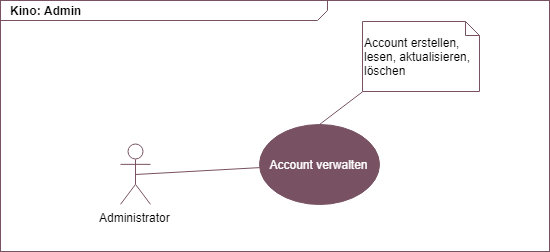 Kino: Admin
Account erstellen,
lesen, aktualisieren,
löschen
Account verwalten
Administrator